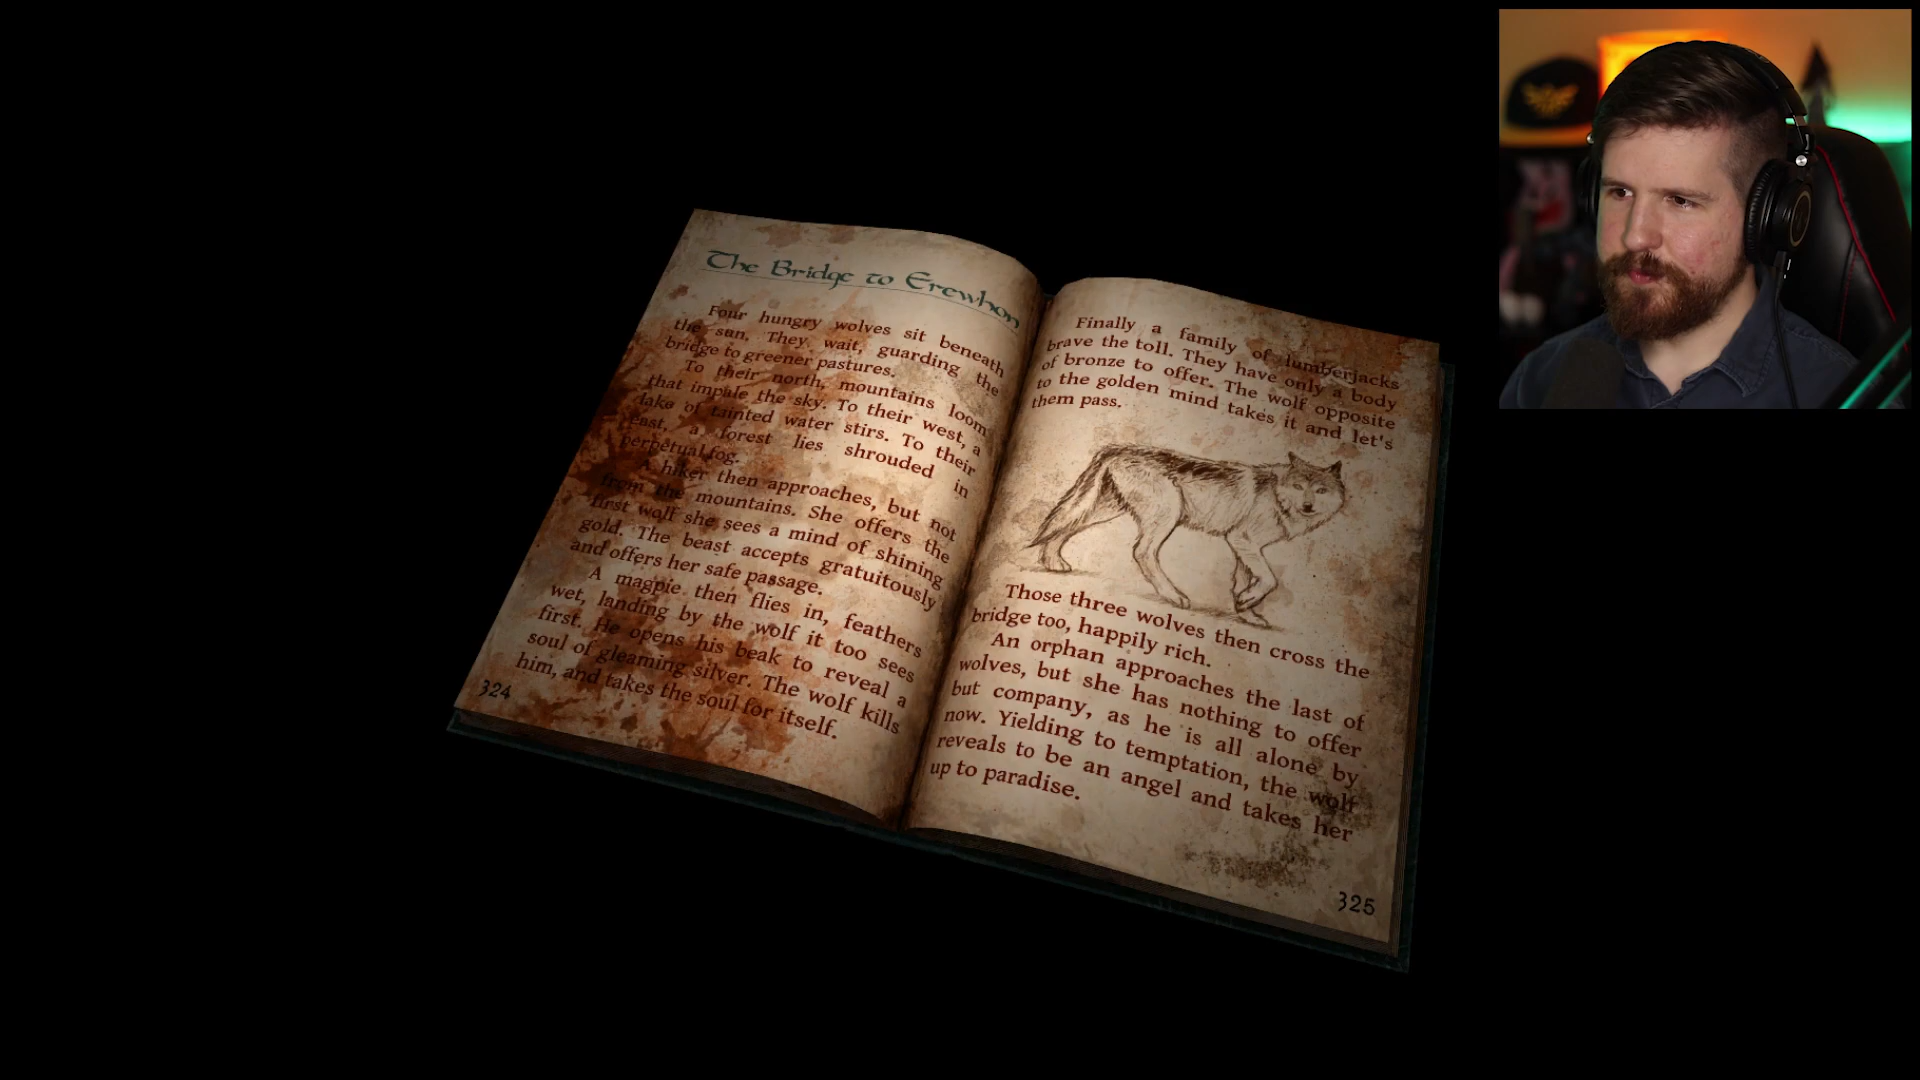 The Bridge to Erewhon
Four hungry wolves sit beneath
the sun. They wait, guarding the
bridge to greener pastures.
To their north, mountains loom
that impale the sky. To their west, a
lake of tainted water stirs. To their
east, a forest lies shrouded in
perpetual fog.
A hiker then approaches, but not
from the mountains. She offers the
first wolf she sees a mind of shining
gold. The beast accepts gratuitously
and offers her safe passage.
A magpie then flies in, feathers
wet, landing by the wolf it too sees
first. He opens his beak to reveal a
soul of gleaming silver. The wolf kills
him, and takes the soul for itself.
324
Finally a family of lumberjacks
brave the toll. They have only a body
of bronze to offer. The wolf opposite
to the golden mind takes it and let's
them pass.
Those three wolves then cross the
bridge too, happily rich.
An orphan approaches the last of
wolves, but she has nothing to offer
but company, as he is all alone by
now. Yielding to temptation, the wolf
reveals to be an angel and takes her
up to paradise.
325